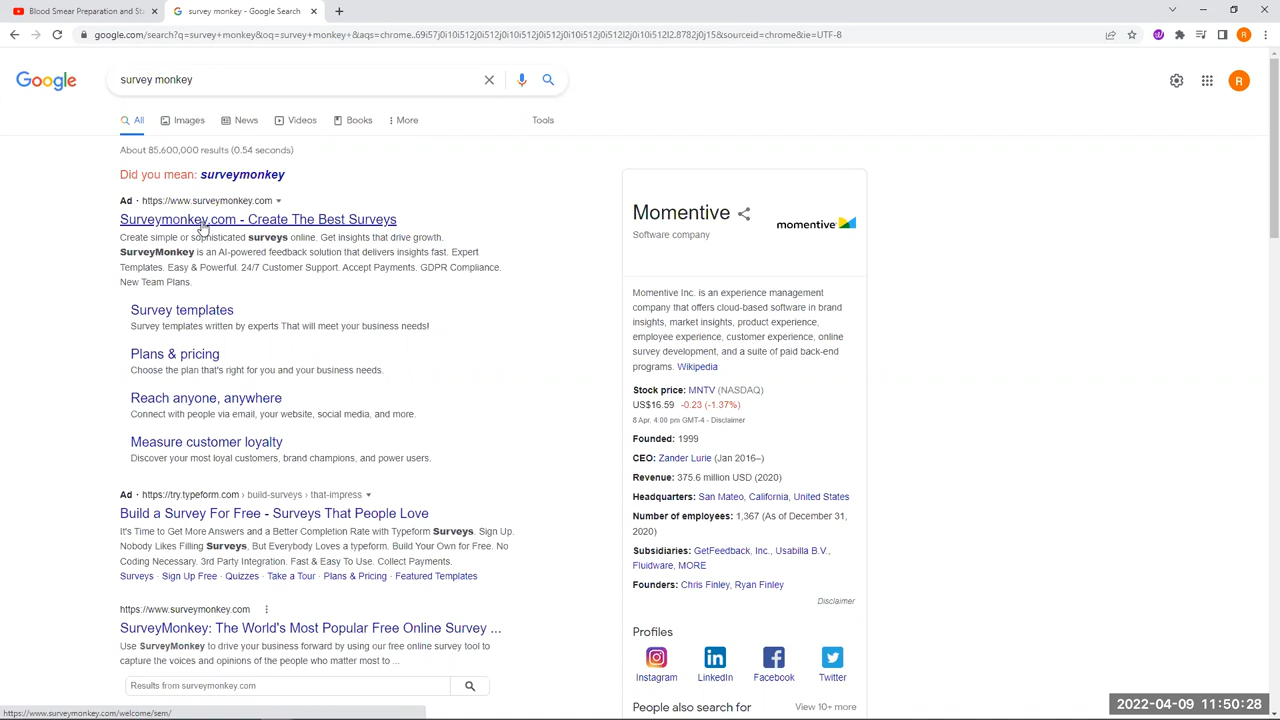 Blood Smear Preparation and Sta
survey monkey - Google Search
google.com/search?q=survey+monkey&oq=survey+monkey+&aqs=chrome..69i57j0i10i512j0i512j0i10i512j0i10i512j0i512l2j0i10i512l2.8782j0j15&sourceid=chrome&ie=UTF-8
R
Google
survey monkey
R
All
Images
News
Videos
Books
More
Tools
About 85,600,000 results (0.54 seconds)
Did you mean: surveymonkey
Ad · https://www.surveymonkey.com
Surveymonkey.com - Create The Best Surveys
Create simple or sophisticated surveys online. Get insights that drive growth.
SurveyMonkey is an AI-powered feedback solution that delivers insights fast. Expert
Templates. Easy & Powerful. 24/7 Customer Support. Accept Payments. GDPR Compliance.
New Team Plans.
Survey templates
Survey templates written by experts That will meet your business needs!
Plans & pricing
Choose the plan that's right for you and your business needs.
Reach anyone, anywhere
Connect with people via email, your website, social media, and more.
Measure customer loyalty
Discover your most loyal customers, brand champions, and power users.
Ad · https://try.typeform.com › build-surveys › that-impress
Build a Survey For Free - Surveys That People Love
It's Time to Get More Answers and a Better Completion Rate with Typeform Surveys. Sign Up.
Nobody Likes Filling Surveys, But Everybody Loves a typeform. Build Your Own for Free. No
Coding Necessary. 3rd Party Integration. Fast & Easy To Use. Collect Payments.
Surveys · Sign Up Free · Quizzes · Take a Tour · Plans & Pricing · Featured Templates
https://www.surveymonkey.com
SurveyMonkey: The World's Most Popular Free Online Survey ...
Use SurveyMonkey to drive your business forward by using our free online survey tool to
capture the voices and opinions of the people who matter most to ...
Results from surveymonkey.com
https://www.surveymonkey.com/welcome/sem/
Momentive
momentive
Software company
Momentive Inc. is an experience management
company that offers cloud-based software in brand
insights, market insights, product experience,
employee experience, customer experience, online
survey development, and a suite of paid back-end
programs. Wikipedia
Stock price: MNTV (NASDAQ)
US$16.59 -0.23 (-1.37%)
8 Apr, 4:00 pm GMT-4 - Disclaimer
Founded: 1999
CEO: Zander Lurie (Jan 2016–)
Revenue: 375.6 million USD (2020)
Headquarters: San Mateo, California, United States
Number of employees: 1,367 (As of December 31,
2020)
Subsidiaries: GetFeedback, Inc., Usabilla B.V.,
Fluidware, MORE
Founders: Chris Finley, Ryan Finley
Disclaimer
Profiles
Instagram
LinkedIn
Facebook
Twitter
People also search for
View 10+ more
2022-04-09 11:50:28